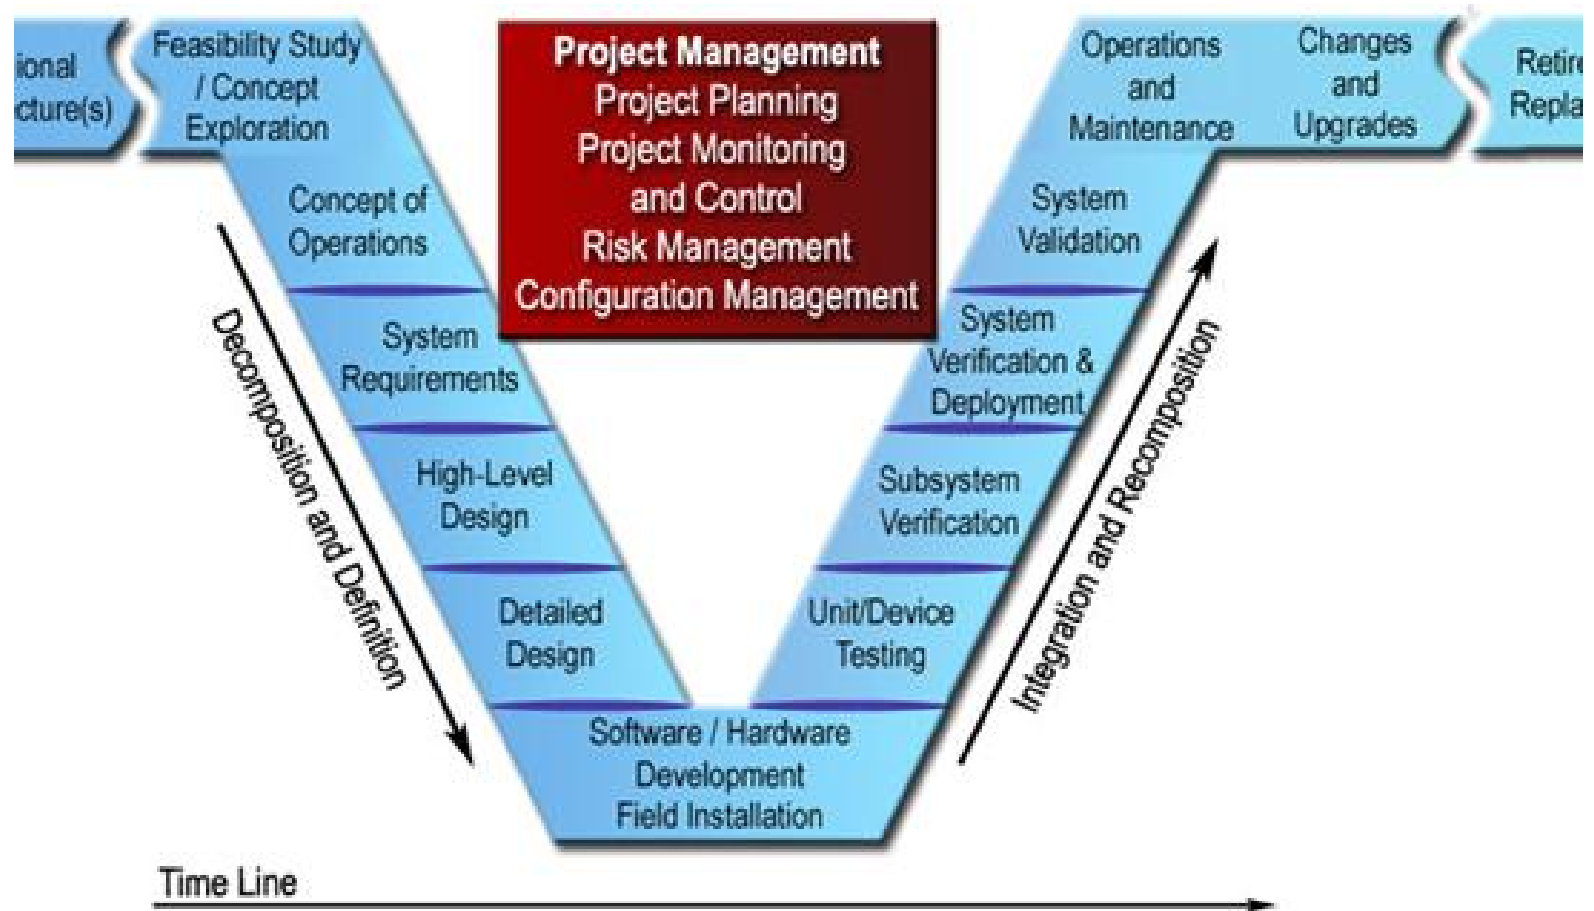 ional
cture(s)
Feasibility Study
/ Concept
Exploration
Concept of
Operations
System
Requirements
High-Level
Design
Detailed
Design
Software / Hardware
Development
Field Installation
Unit/Device
Testing
Subsystem
Verification
System
Verification &
Deployment
System
Validation
Operations
and
Maintenance
Changes
and
Upgrades
Retire
Repla
Project Management
Project Planning
Project Monitoring
and Control
Risk Management
Configuration Management
Decomposition and Definition
Integration and Recomposition
Time Line